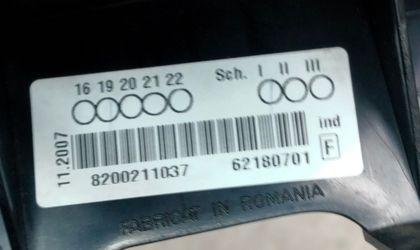 16 19 20 21 22 Sch. I II III
11.2007
ind
8200211037 62180701 F
FABRICAT IN ROMANIA